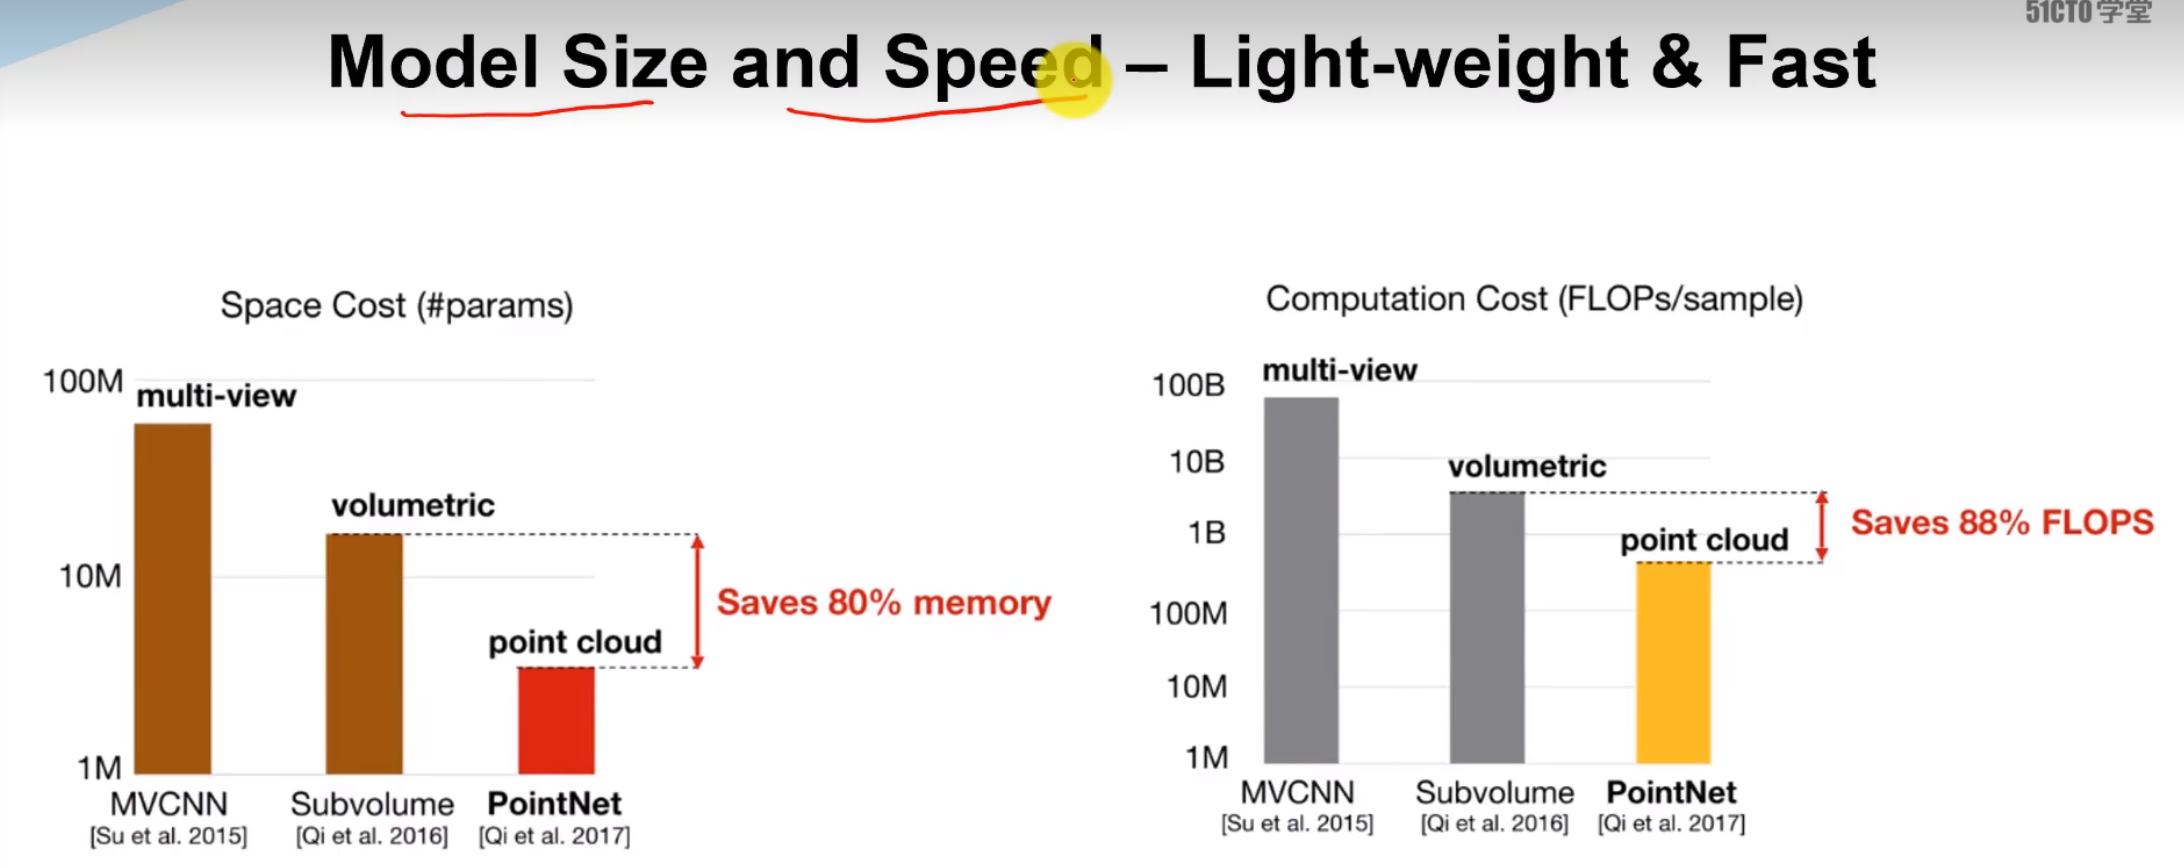 51CTO学堂
Model Size and Speed – Light-weight & Fast
Space Cost (#params)
100M
multi-view
volumetric
10M
Saves 80% memory
point cloud
1M
MVCNN
[Su et al. 2015]
Subvolume
[Qi et al. 2016]
PointNet
[Qi et al. 2017]
Computation Cost (FLOPs/sample)
multi-view
100B
10B
volumetric
Saves 88% FLOPS
1B
point cloud
100M
10M
1M
MVCNN
[Su et al. 2015]
Subvolume
[Qi et al. 2016]
PointNet
[Qi et al. 2017]